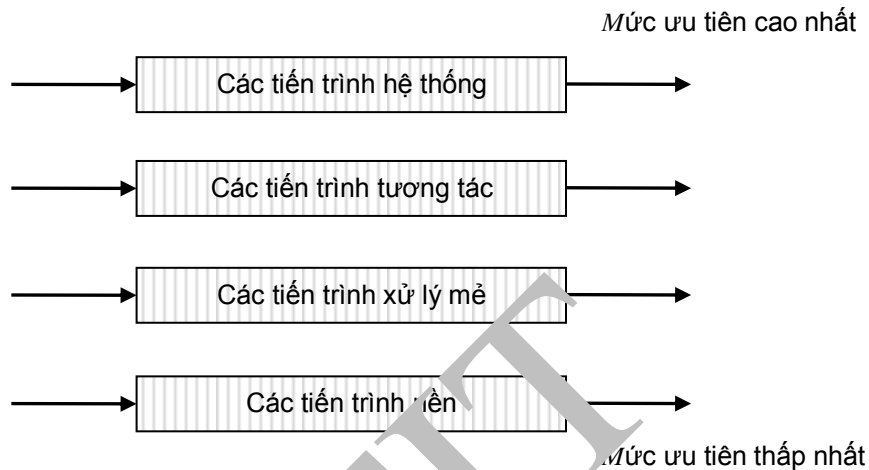 Mức ưu tiên cao nhất
Các tiến trình hệ thống
Các tiến trình tương tác
Các tiến trình xử lý mẻ
Các tiến trình nền
Mức ưu tiên thấp nhất